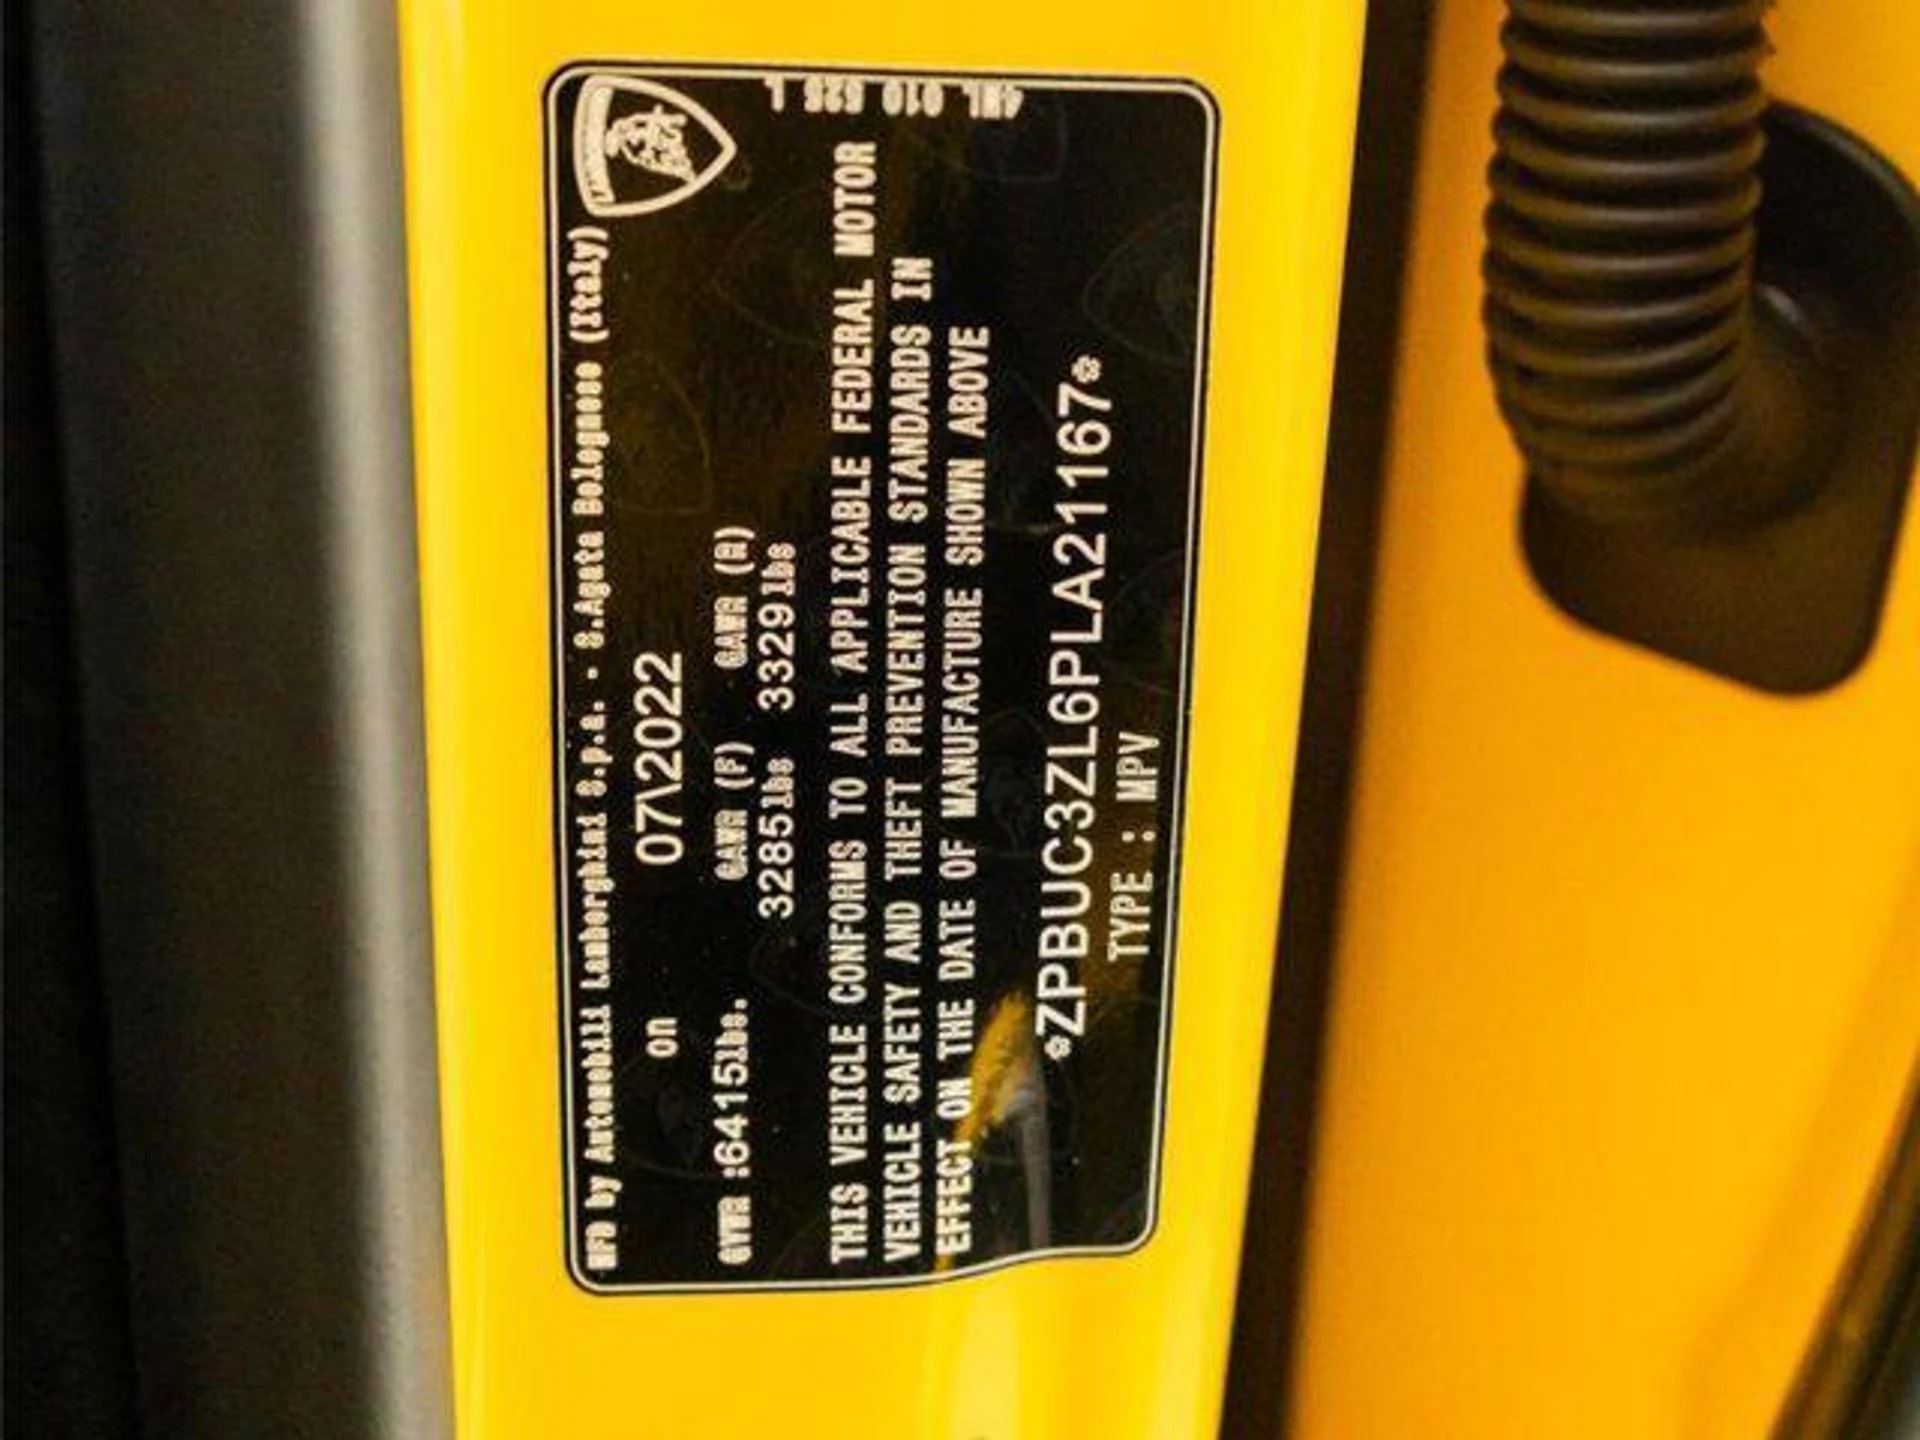 MFD by Automobili Lamborghini S.p.a. - S.Agata Bolognese (Italy)
on 07\2022
GVWR :6415lbs. GAWR (F) GAWR (R)
3285lbs 3329lbs
THIS VEHICLE CONFORMS TO ALL APPLICABLE FEDERAL MOTOR
VEHICLE SAFETY AND THEFT PREVENTION STANDARDS IN
EFFECT ON THE DATE OF MANUFACTURE SHOWN ABOVE
*ZPBUC3ZL6PLA21167*
TYPE : MPV